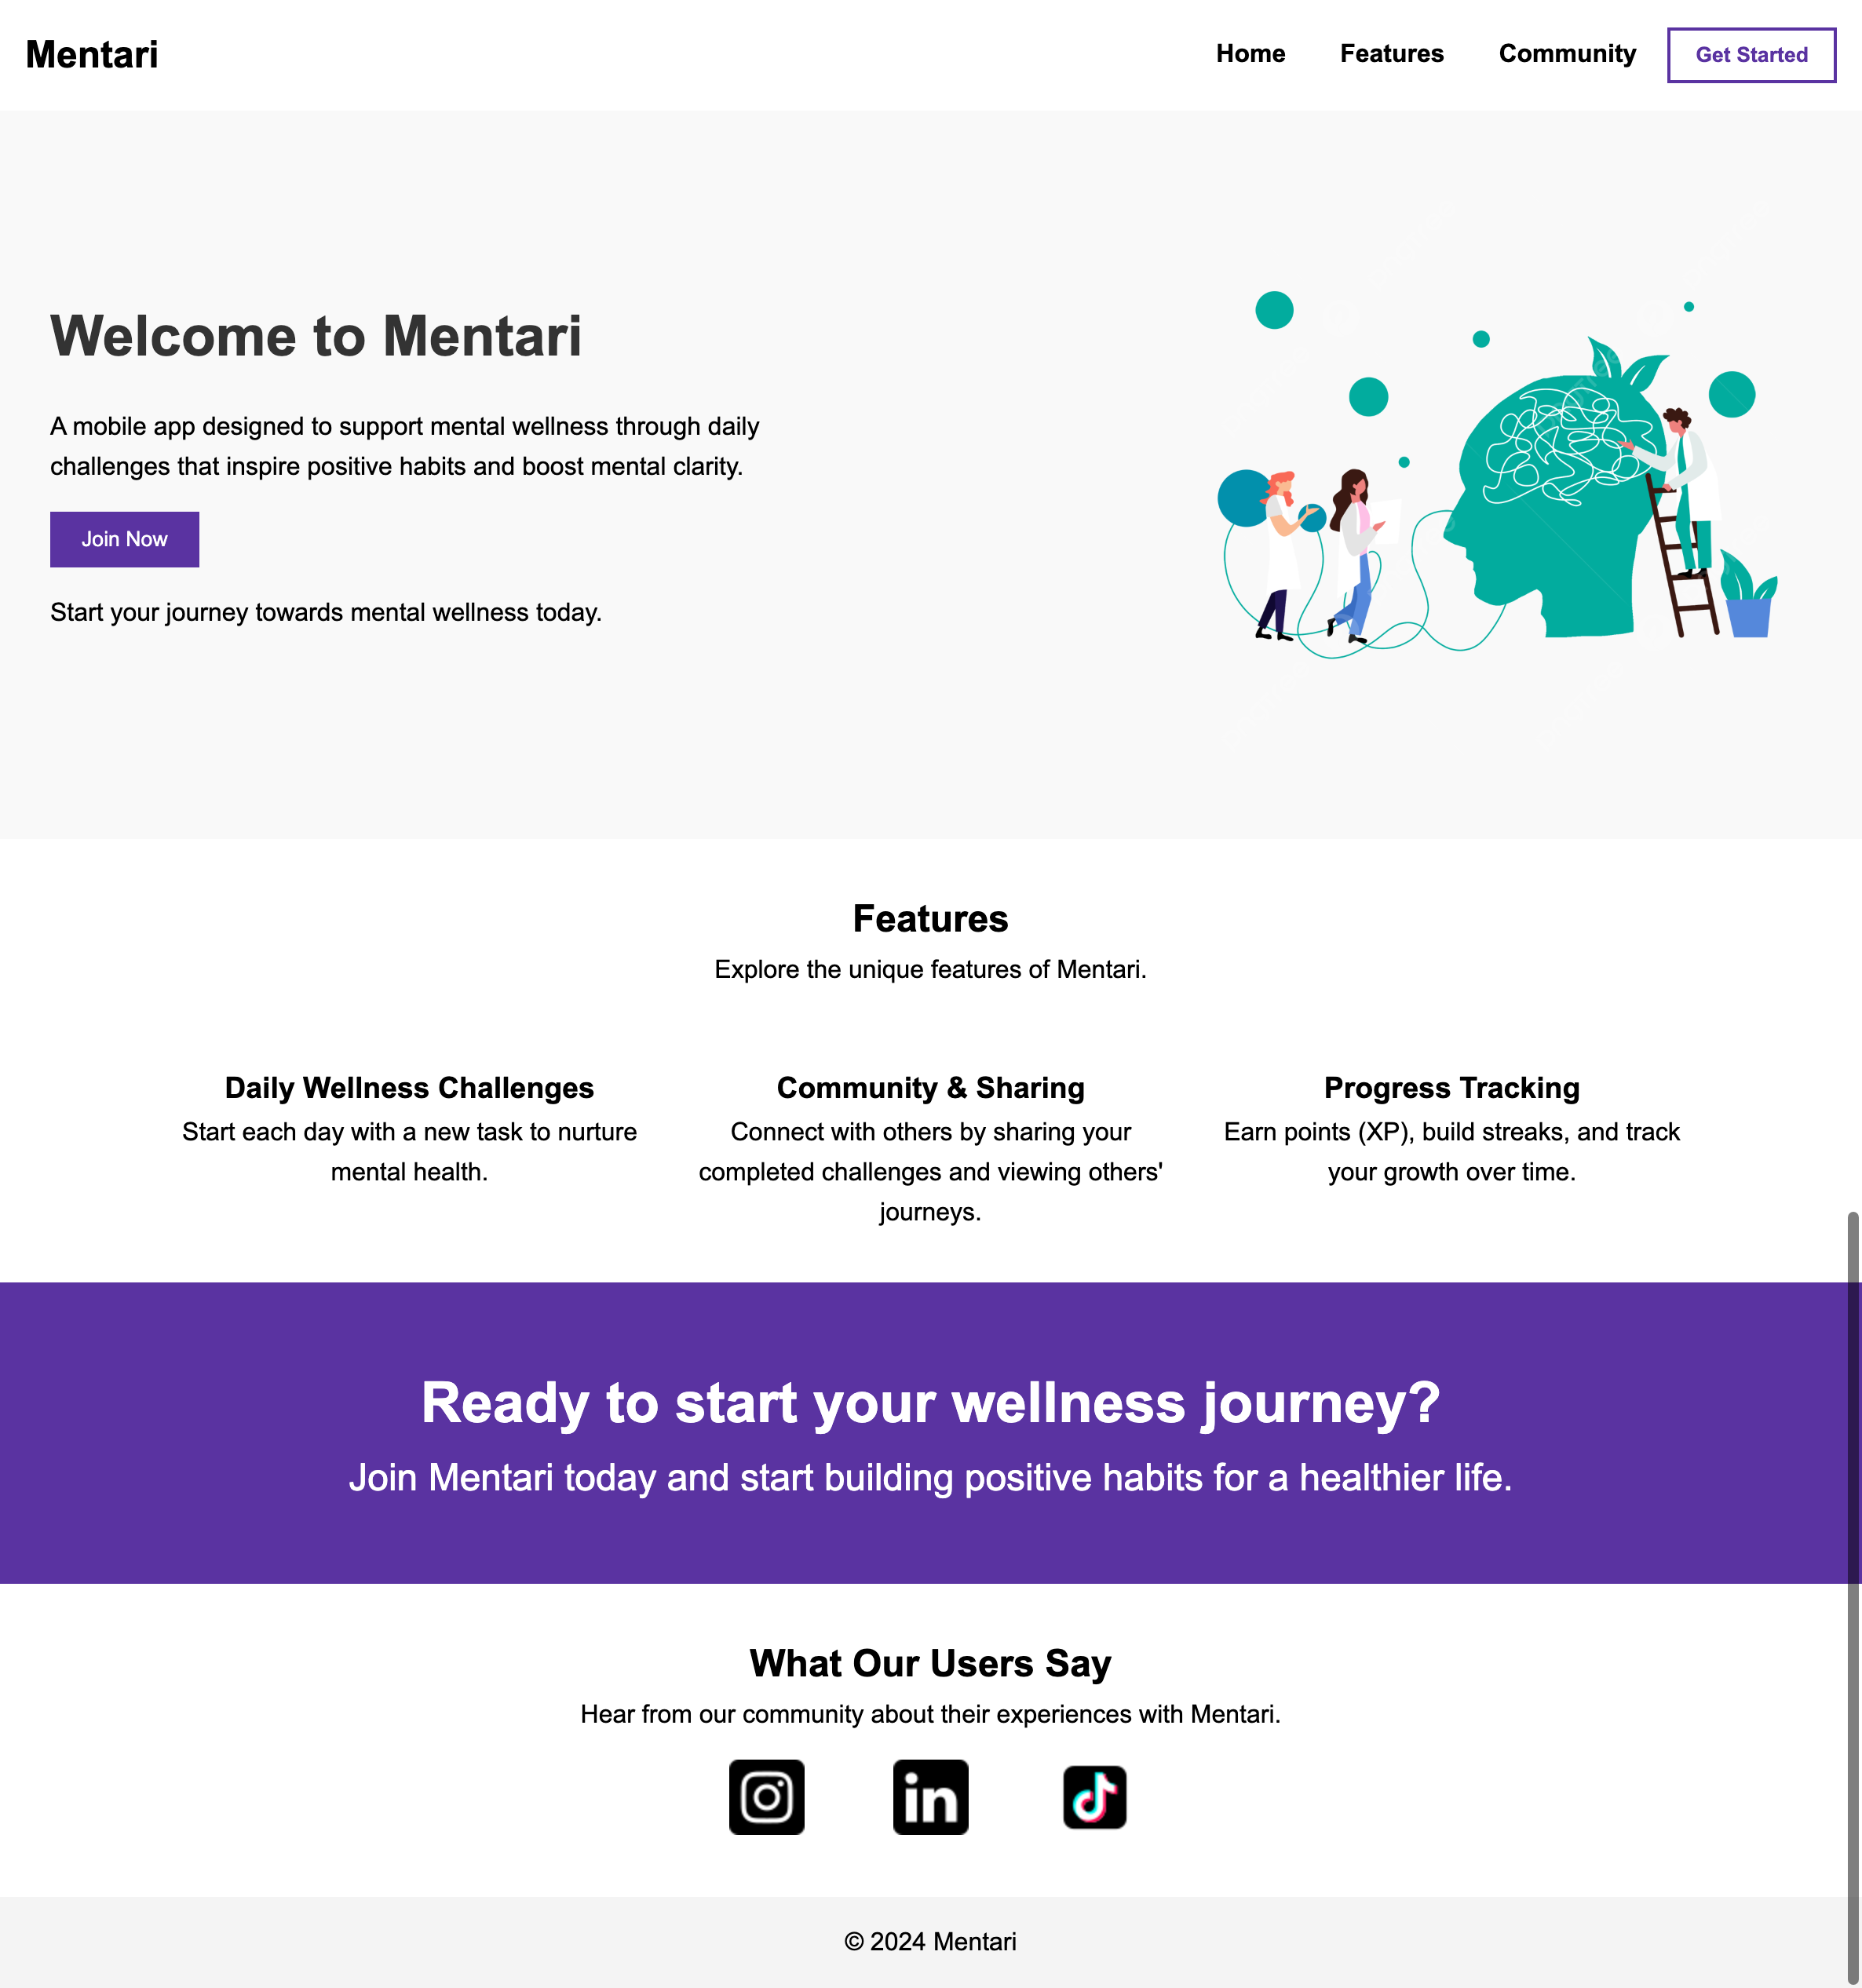 Mentari
Home
Features
Community
Get Started
Welcome to Mentari
A mobile app designed to support mental wellness through daily
challenges that inspire positive habits and boost mental clarity.
Join Now
Start your journey towards mental wellness today.
Features
Explore the unique features of Mentari.
Daily Wellness Challenges
Start each day with a new task to nurture
mental health.
Community & Sharing
Connect with others by sharing your
completed challenges and viewing others'
journeys.
Progress Tracking
Earn points (XP), build streaks, and track
your growth over time.
Ready to start your wellness journey?
Join Mentari today and start building positive habits for a healthier life.
What Our Users Say
Hear from our community about their experiences with Mentari.
in
© 2024 Mentari